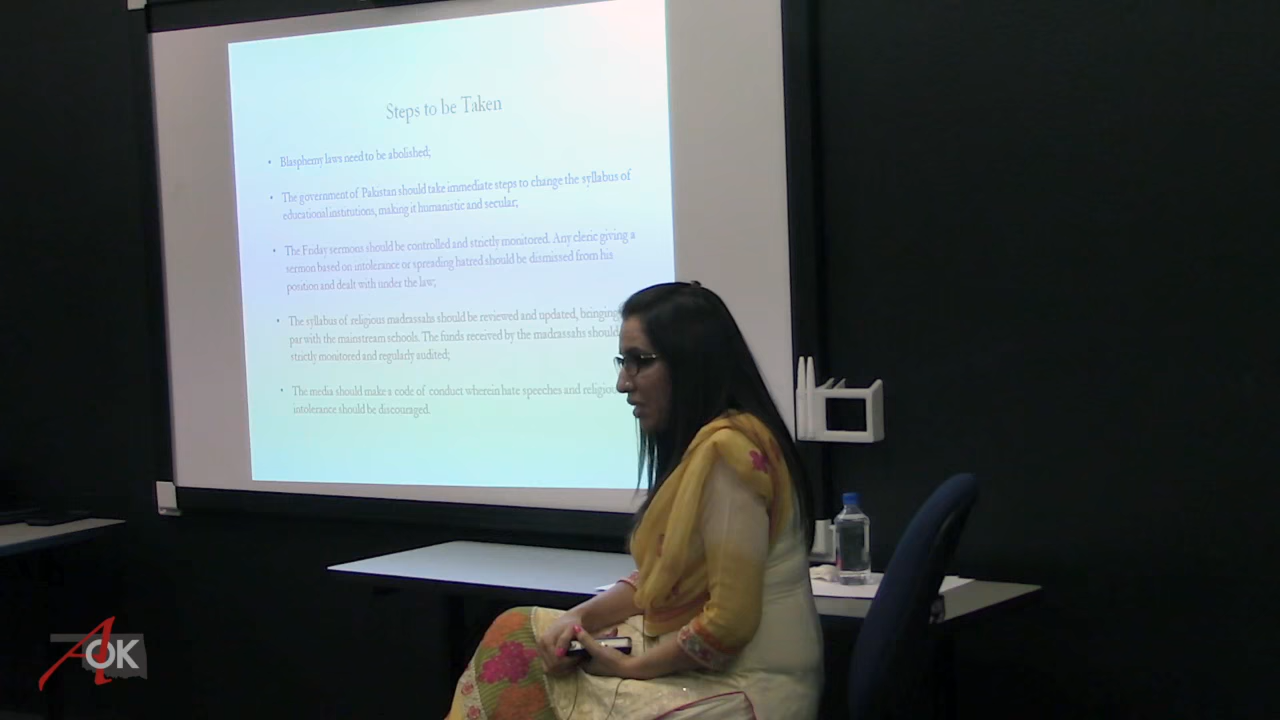 Steps to be Taken
• Blasphemy laws need to be abolished;
• The government of Pakistan should take immediate steps to change the syllabus of
educational institutions, making it humanistic and secular;
• The Friday sermons should be controlled and strictly monitored. Any cleric giving a
sermon based on intolerance or spreading hatred should be dismissed from his
position and dealt with under the law;
• The syllabus of religious madrassahs should be reviewed and updated, bringing
par with the mainstream schools. The funds received by the madrassahs should
strictly monitored and regularly audited;
• The media should make a code of conduct wherein hate speeches and religiou
intolerance should be discouraged.
AOK